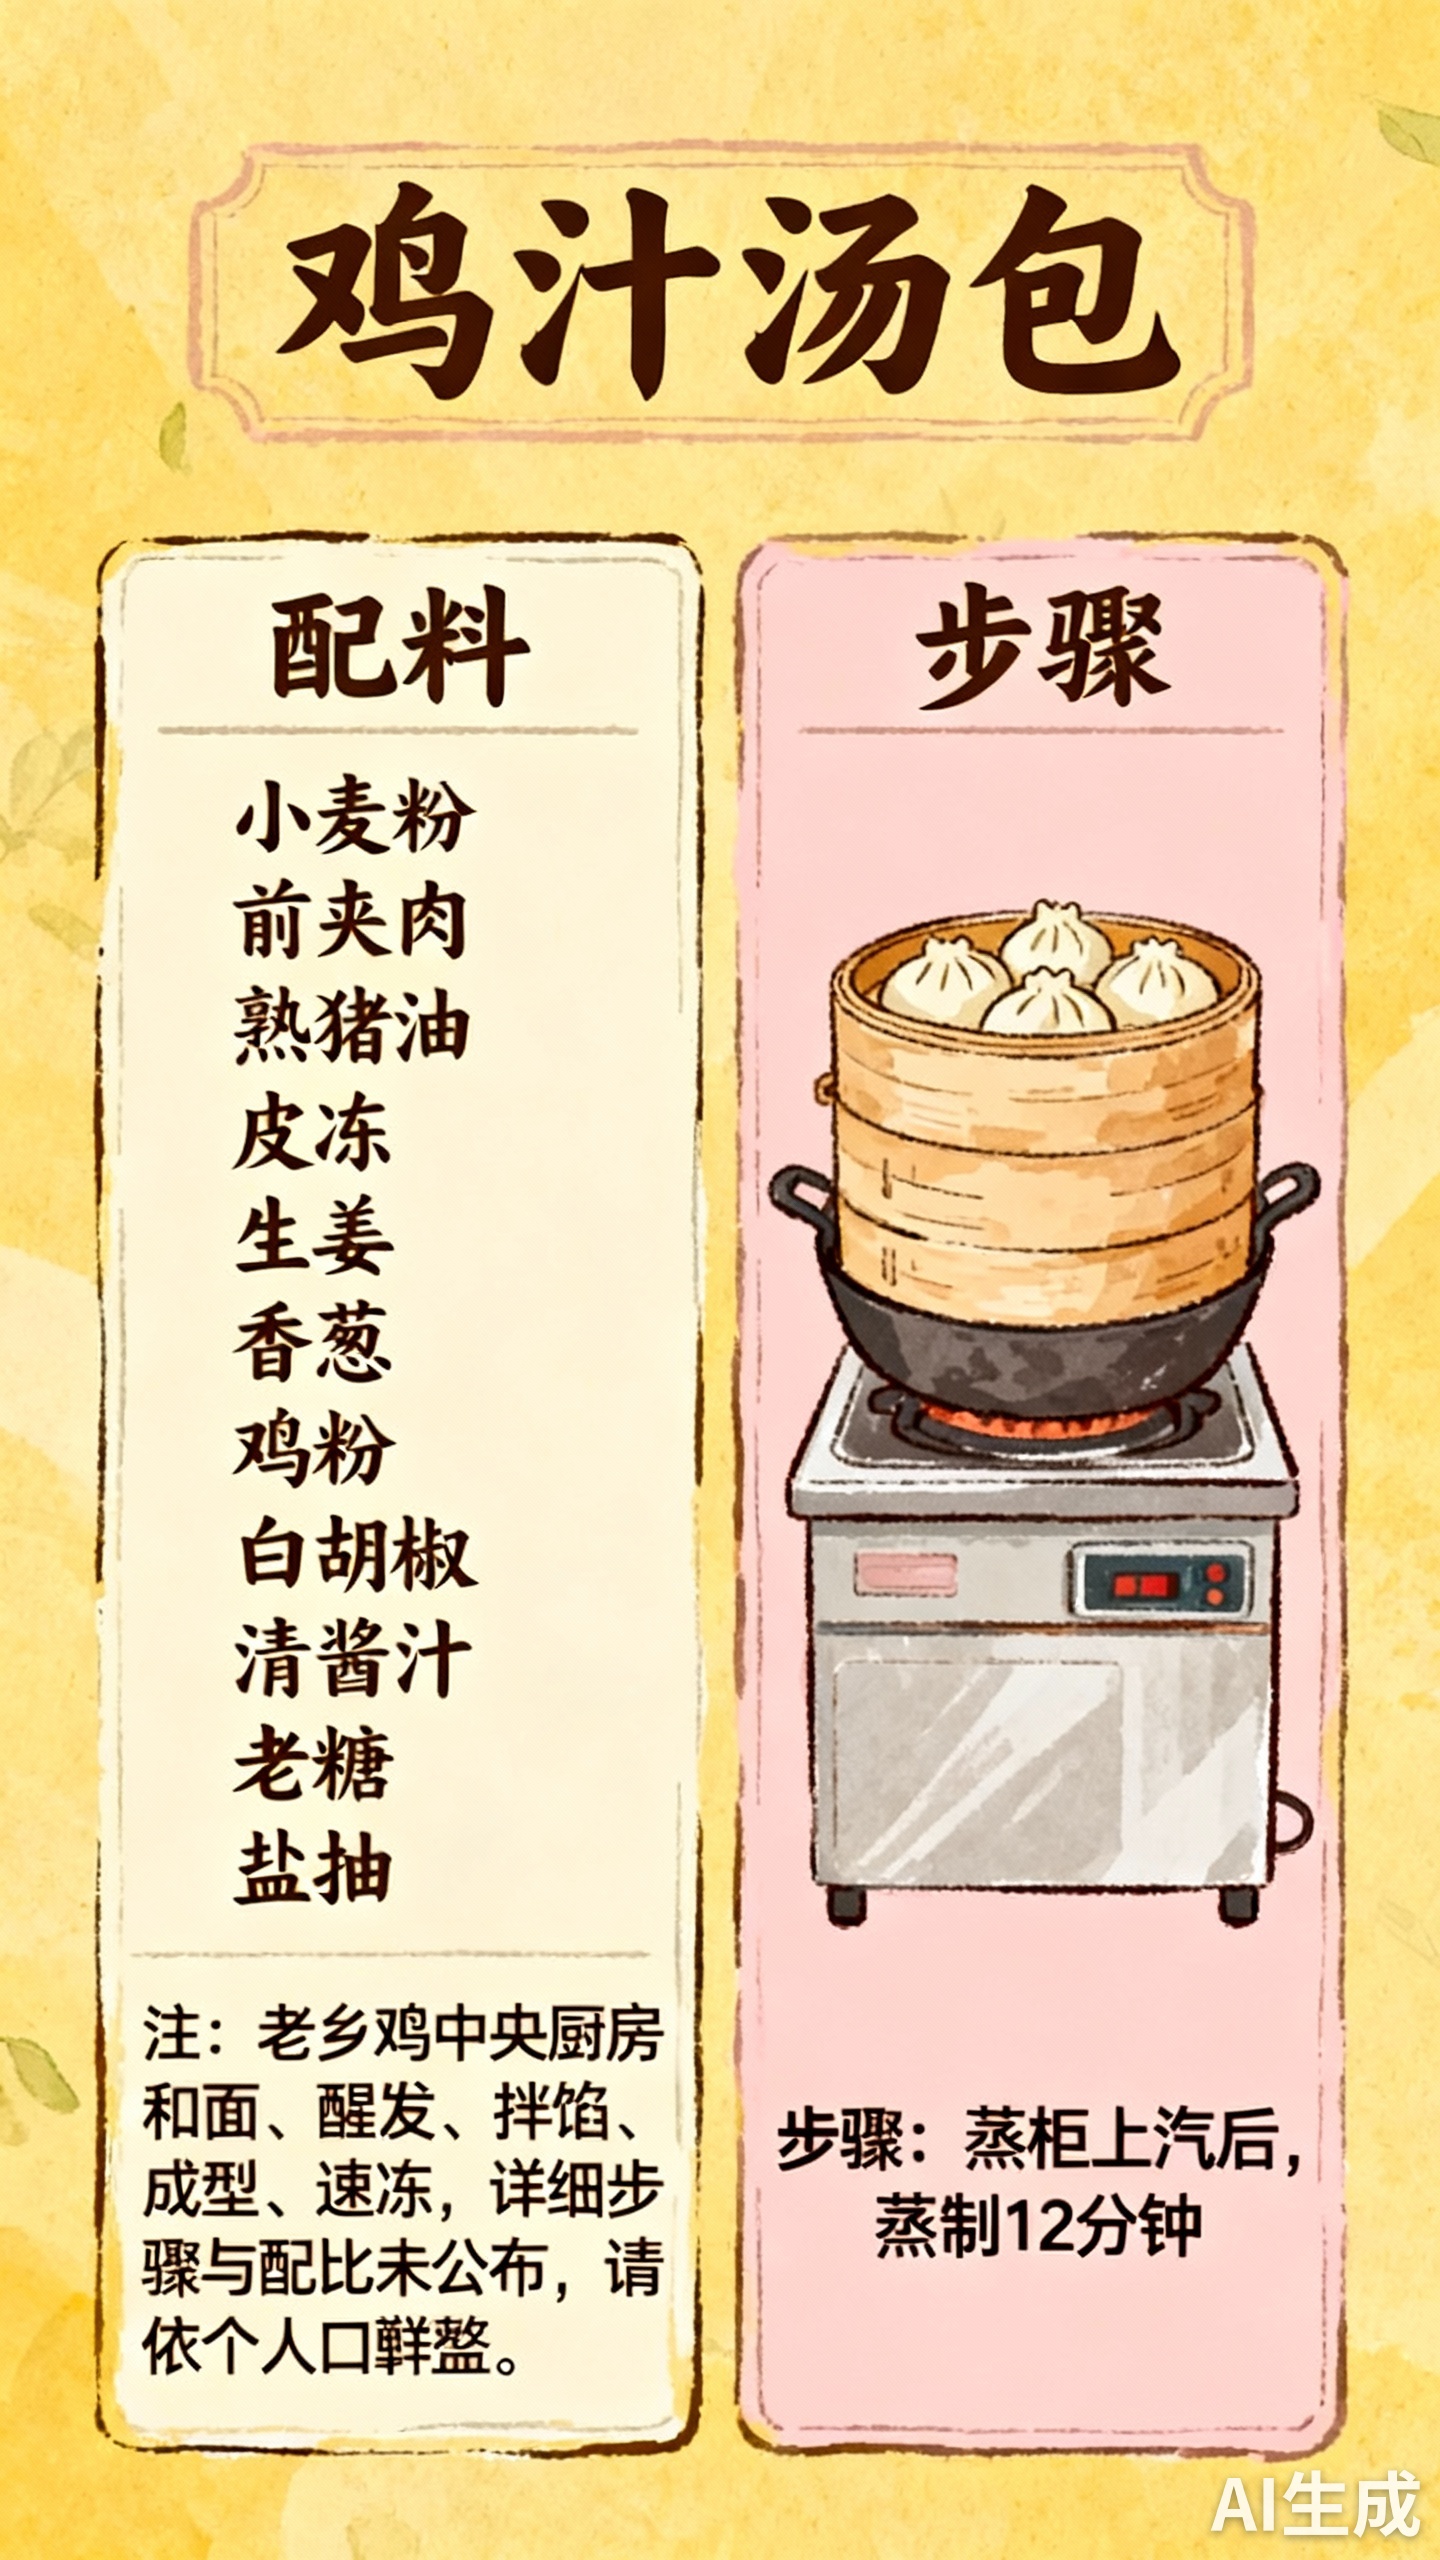 鸡汁汤包
配料
小麦粉
前夹肉
熟猪油
皮冻
生姜
香葱
鸡粉
白胡椒
清酱汁
老糖
盐抽
注：老乡鸡中央厨房
和面、醒发、拌馅、
成型、速冻，详细步
骤与配比未公布，请
依个人口
步骤
步骤：蒸柜上汽后，
蒸制12分钟
AI生成